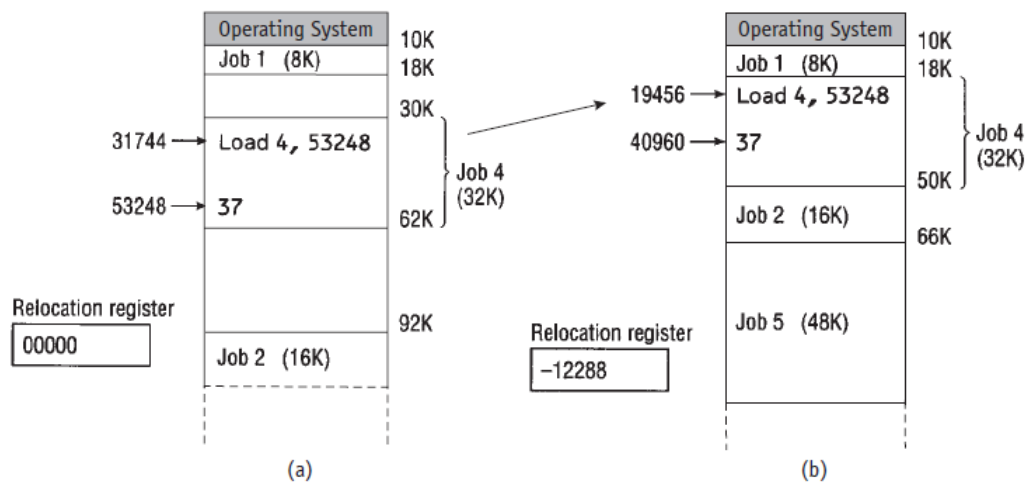 Operating System
10K
Job 1 (8K)
18K
30K
31744
Load 4, 53248
Job 4
(32K)
53248
37
62K
Relocation register
00000
92K
Job 2 (16K)
(a)
Operating System
10K
Job 1 (8K)
18K
19456
Load 4, 53248
40960
37
Job 4
(32K)
50K
Job 2 (16K)
66K
Relocation register
–12288
Job 5 (48K)
(b)